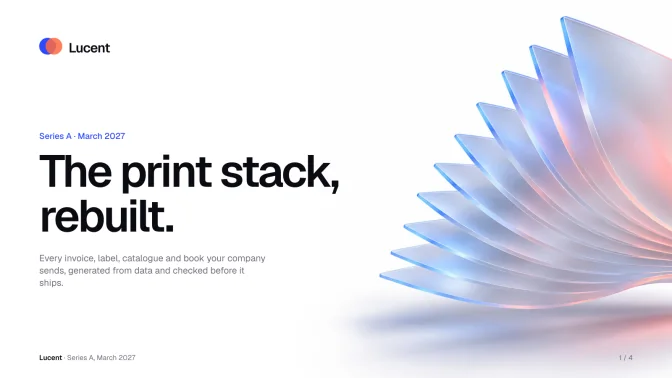 Lucent
Series A · March 2027
The print stack,
rebuilt.
Every invoice, label, catalogue and book your company
sends, generated from data and checked before it
ships.
Lucent · Series A, March 2027
1 / 4